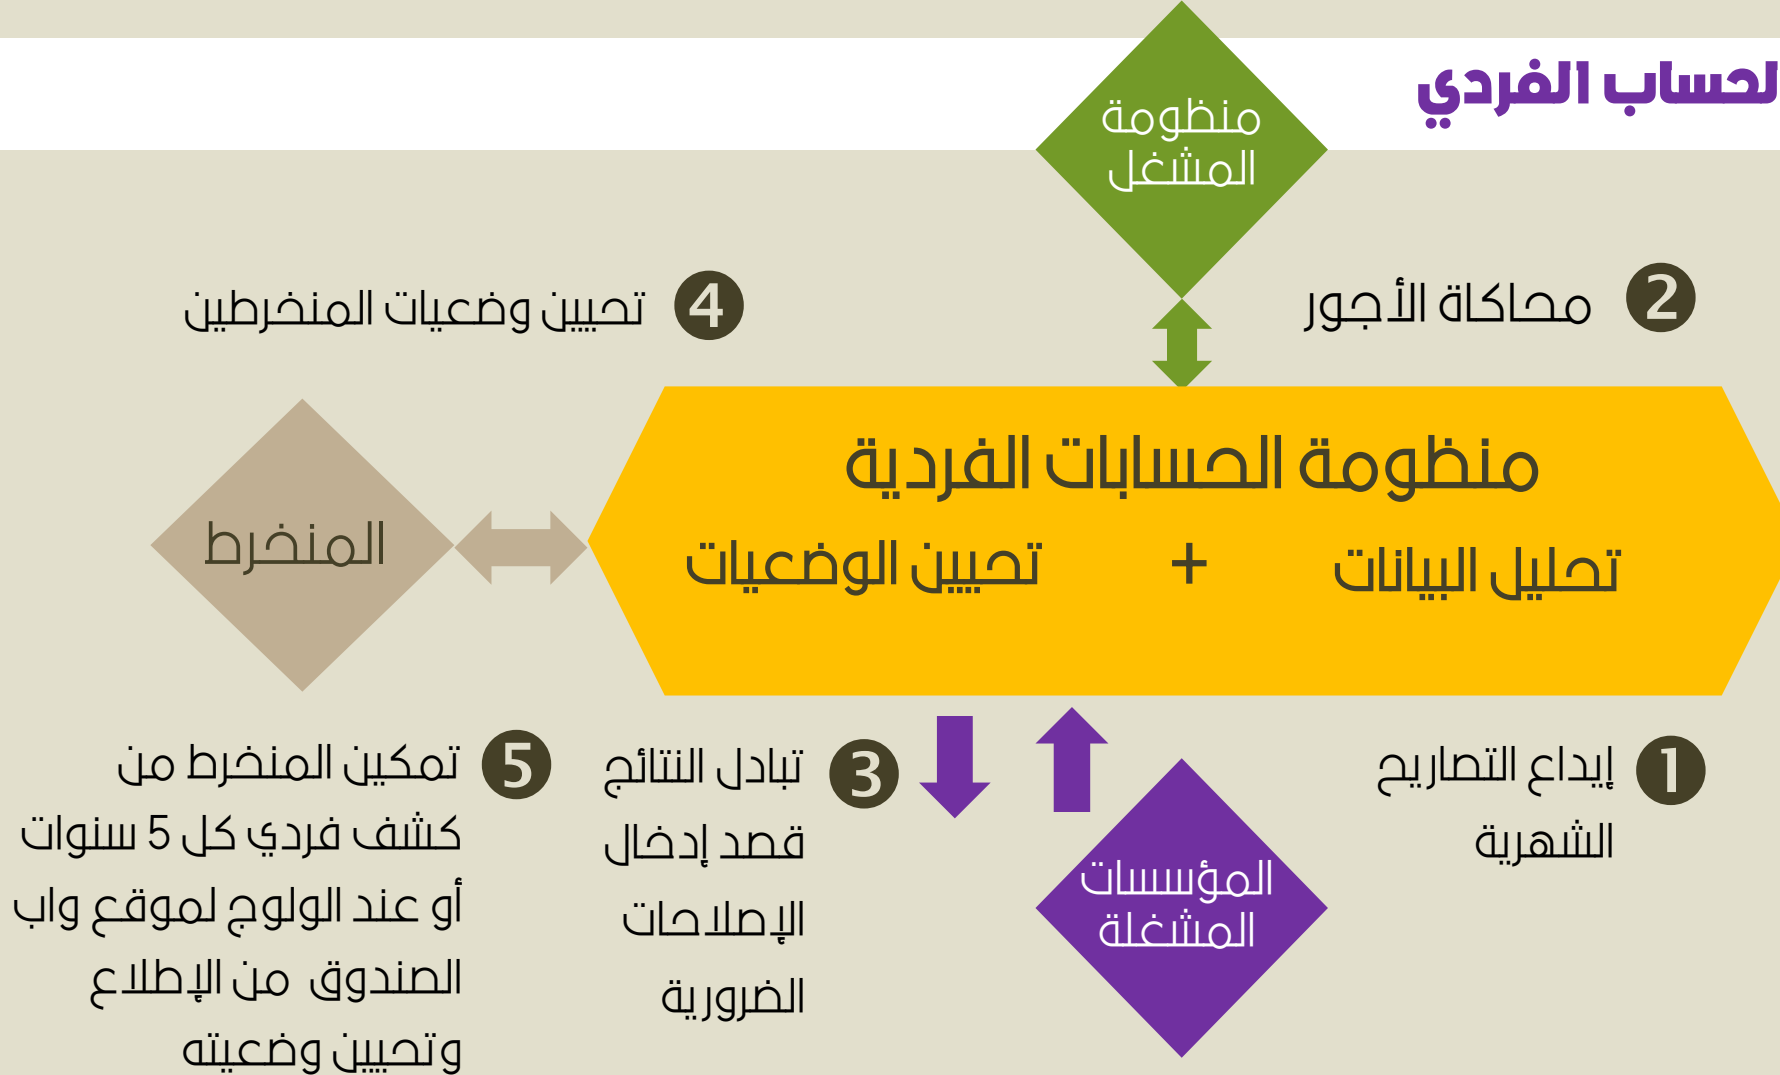 لحساب الفردي
منظومة
المشغل
2 محاكاة الأجور
4 تحيين وضعيات المنخرطين
منظومة الحسابات الفردية
تحليل البيانات + تحيين الوضعيات
المنخرط
1 إيداع التصاريح
الشهرية
المؤسسات
المشغلة
3 تبادل النتائج
قصد إدخال
الإصلاحات
الضرورية
5 تمكين المنخرط من
كشف فردي كل 5 سنوات
أو عند الولوج لموقع واب
الصندوق من الإطلاع
وتحيين وضعيته